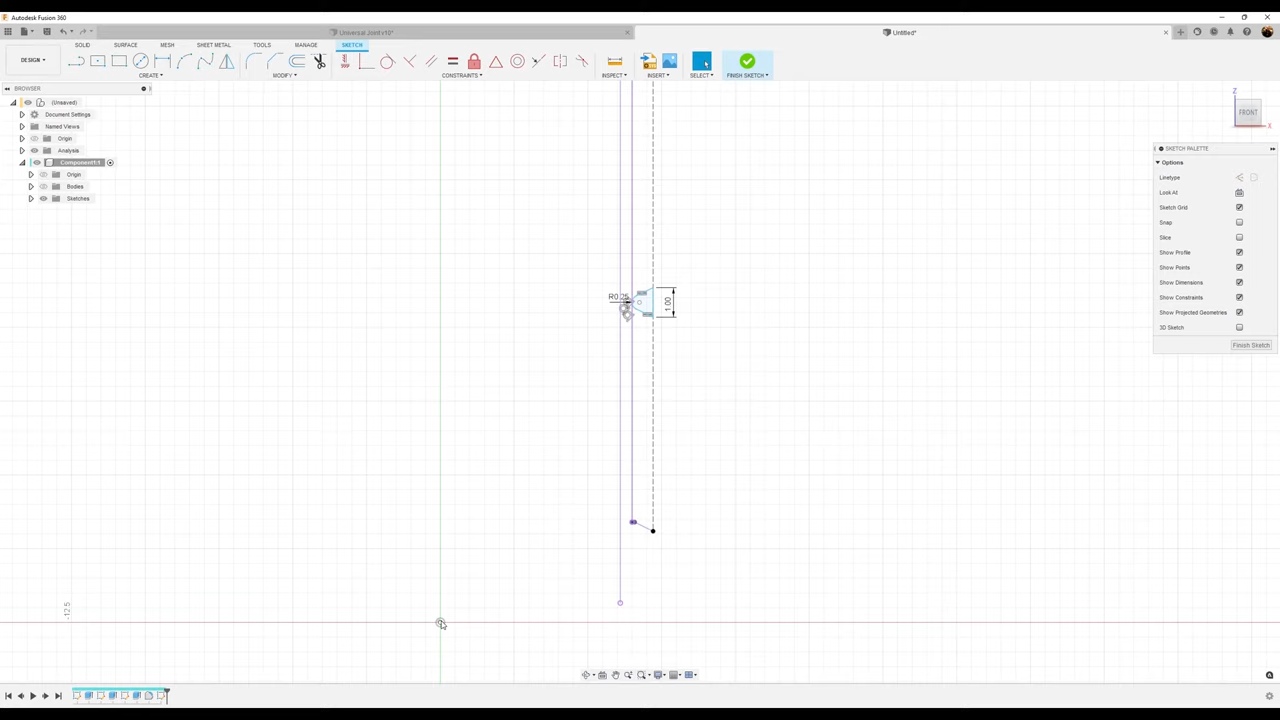 Autodesk Fusion 360
Universal Joint v10*
Untitled*
DESIGN
SOLID
SURFACE
MESH
SHEET METAL
TOOLS
MANAGE
SKETCH
CREATE
MODIFY
CONSTRAINTS
INSPECT
INSERT
SELECT
FINISH SKETCH
BROWSER
(Unsaved)
Document Settings
Named Views
Origin
Analysis
Component1:1
Origin
Bodies
Sketches
Z
FRONT
X
SKETCH PALETTE
Options
Linetype
Look At
Sketch Grid
Snap
Slice
Show Profile
Show Points
Show Dimensions
Show Constraints
Show Projected Geometries
3D Sketch
Finish Sketch
R0.25
1.00
-12.5